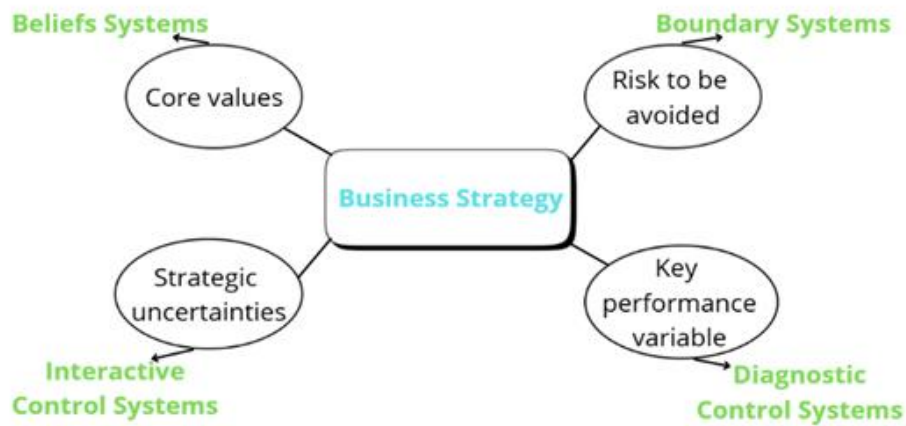 Beliefs Systems
Boundary Systems
Core values
Risk to be
avoided
Business Strategy
Strategic
uncertainties
Key
performance
variable
Interactive
Control Systems
Diagnostic
Control Systems